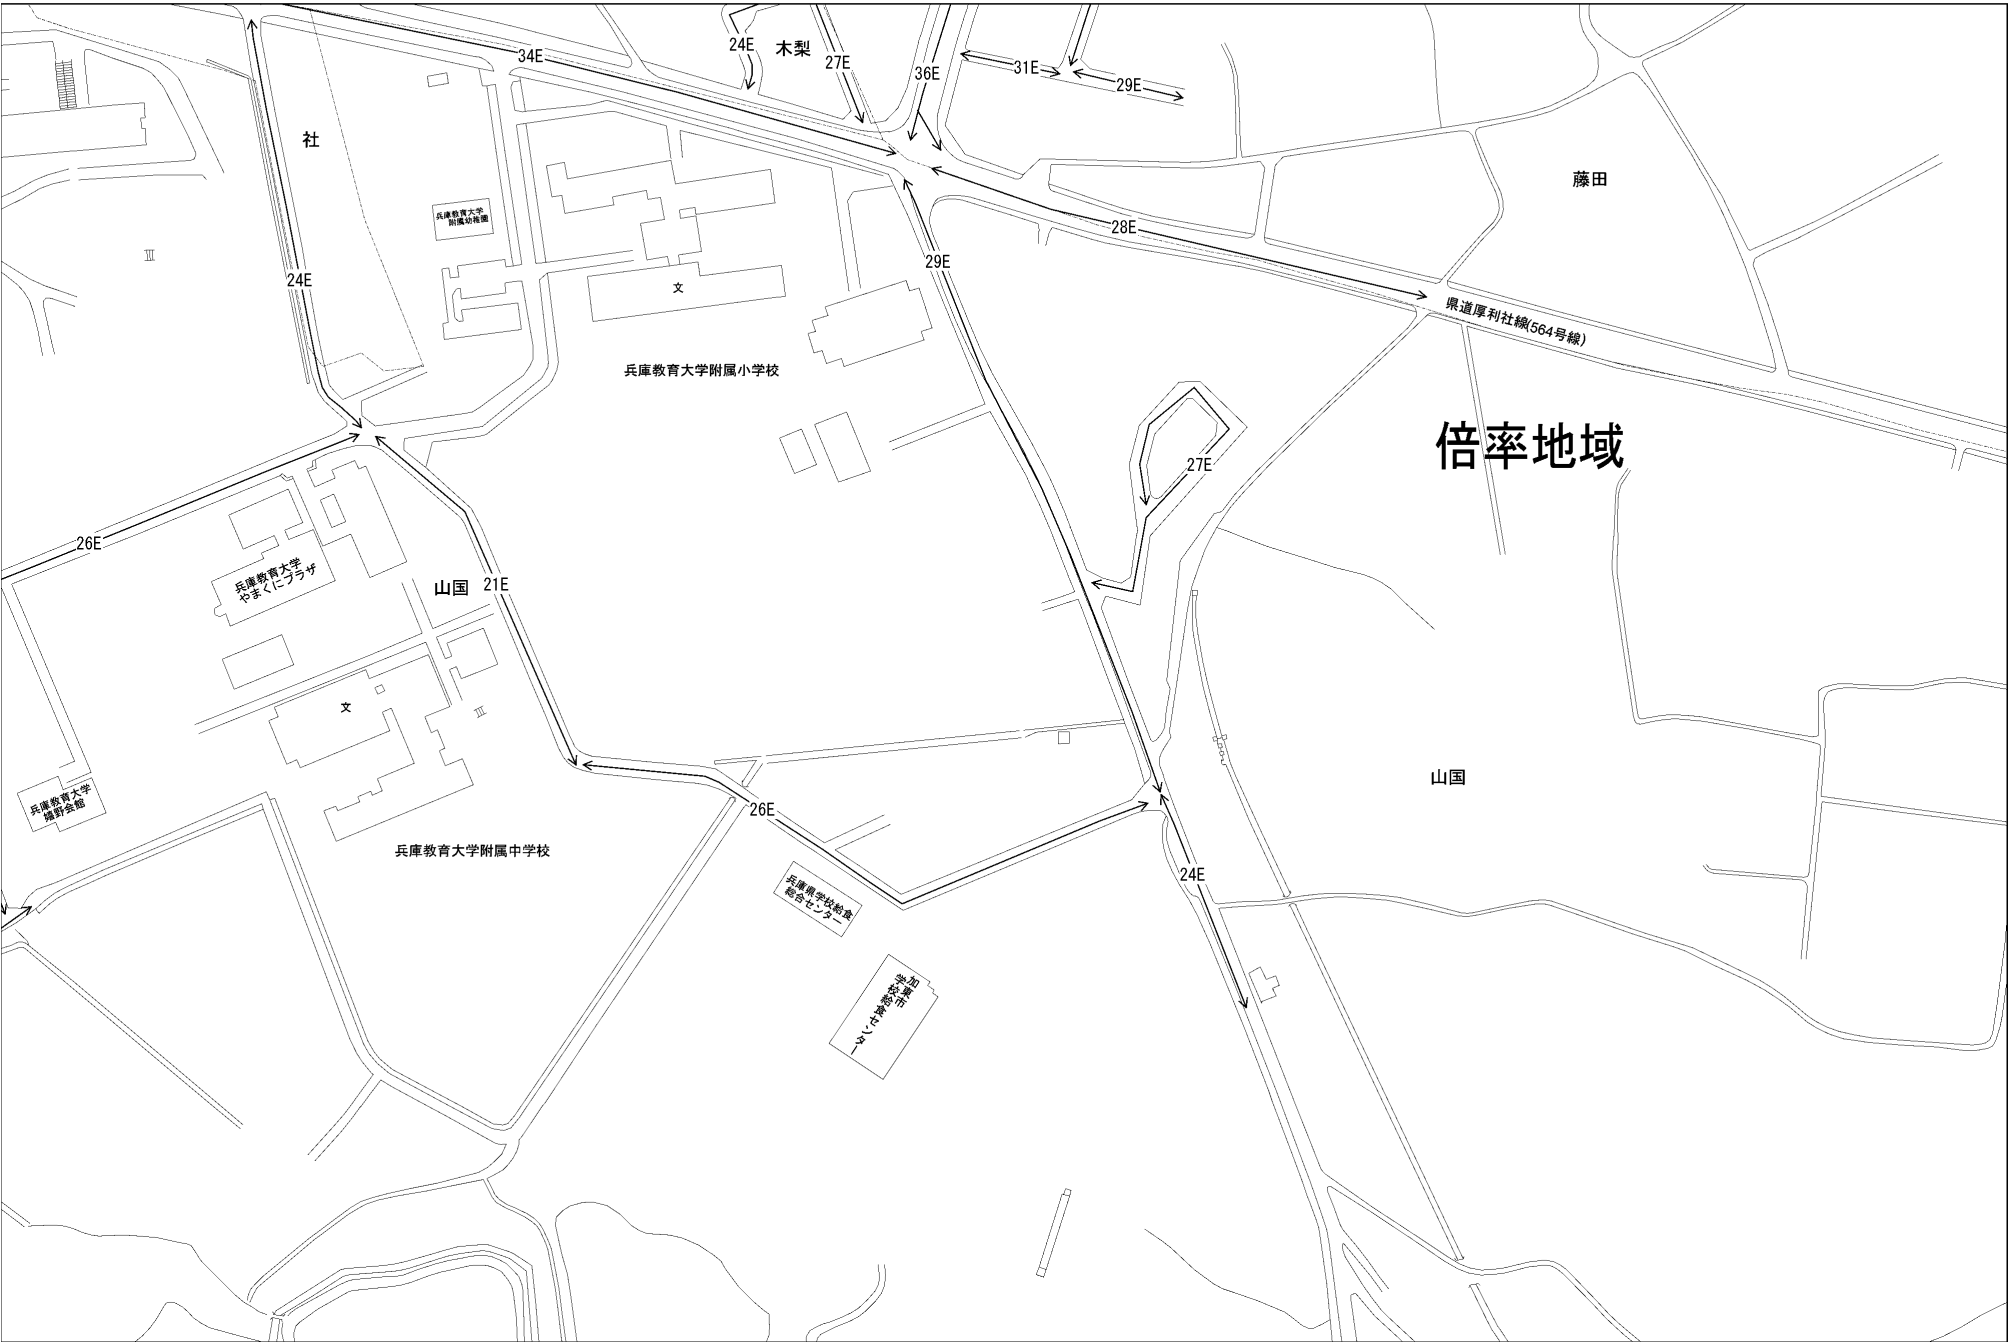 34E
24E
木梨
27E
36E
31E
29E
社
藤田
兵庫教育大学
附属幼稚園
28E
24E
29E
文
県道厚利社線(564号線)
兵庫教育大学附属小学校
倍率地域
27E
26E
兵庫教育大学
やまくにプラザ
山国
21E
文
山国
兵庫教育大学
嬉野会館
26E
兵庫教育大学附属中学校
兵庫県学校給食
総合センター
24E
加東市
学校給食センター